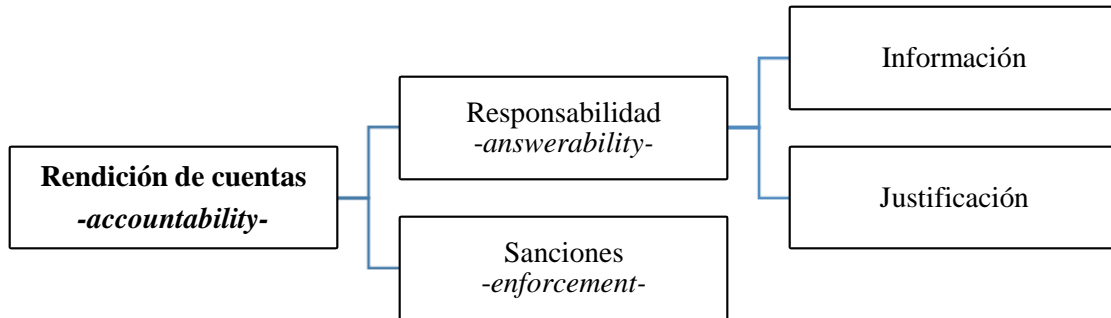 Rendición de cuentas
-accountability-
Responsabilidad
-answerability-
Sanciones
-enforcement-
Información
Justificación